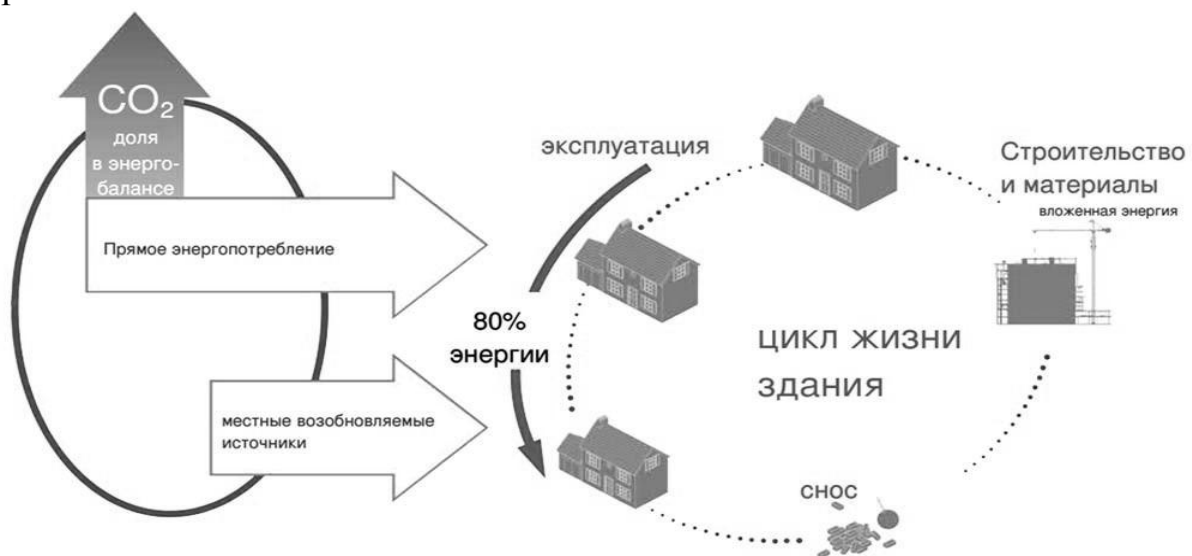 CO2
доля
в энерго-
балансе
Прямое энергопотребление
местные возобновляемые
источники
эксплуатация
80%
энергии
Строительство
и материалы
вложенная энергия
цикл жизни
здания
снос